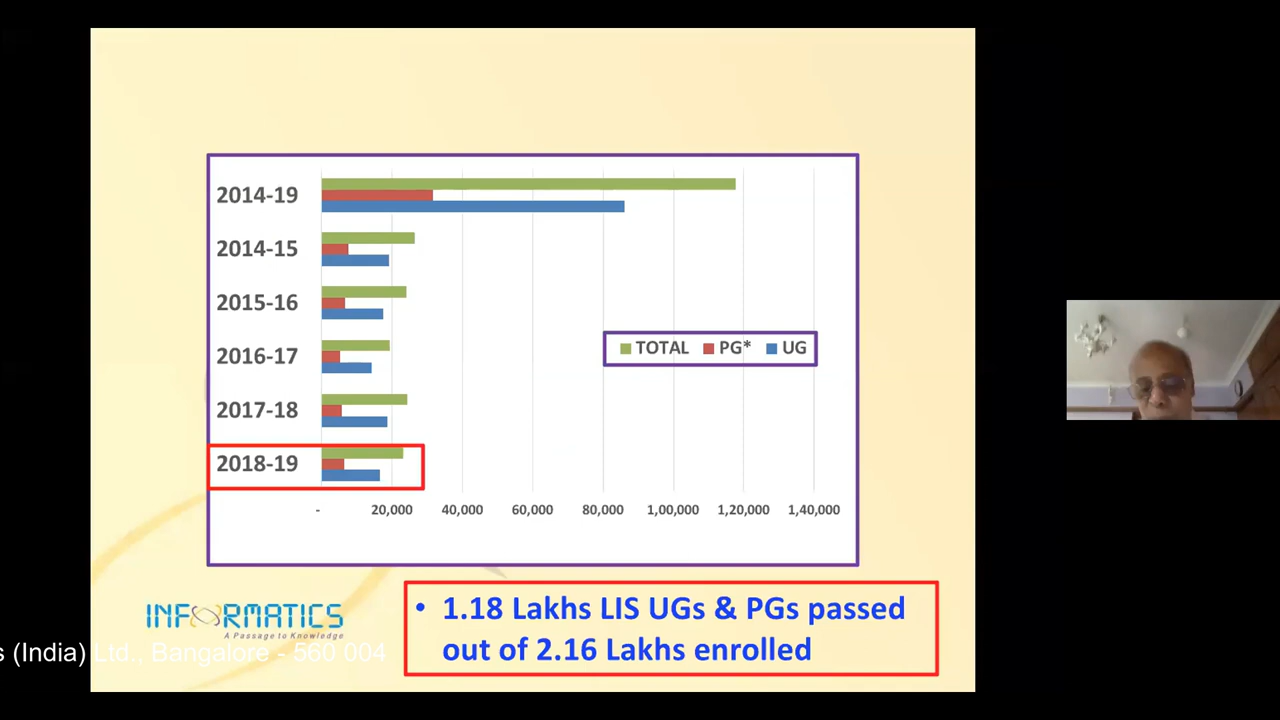 2014-19
2014-15
2015-16
2016-17
2017-18
2018-19
TOTAL PG* UG
- 20,000 40,000 60,000 80,000 1,00,000 1,20,000 1,40,000
INFORMATICS
A Passage to Knowledge
s (India) Ltd., Bangalore - 560 004
• 1.18 Lakhs LIS UGs & PGs passed
out of 2.16 Lakhs enrolled